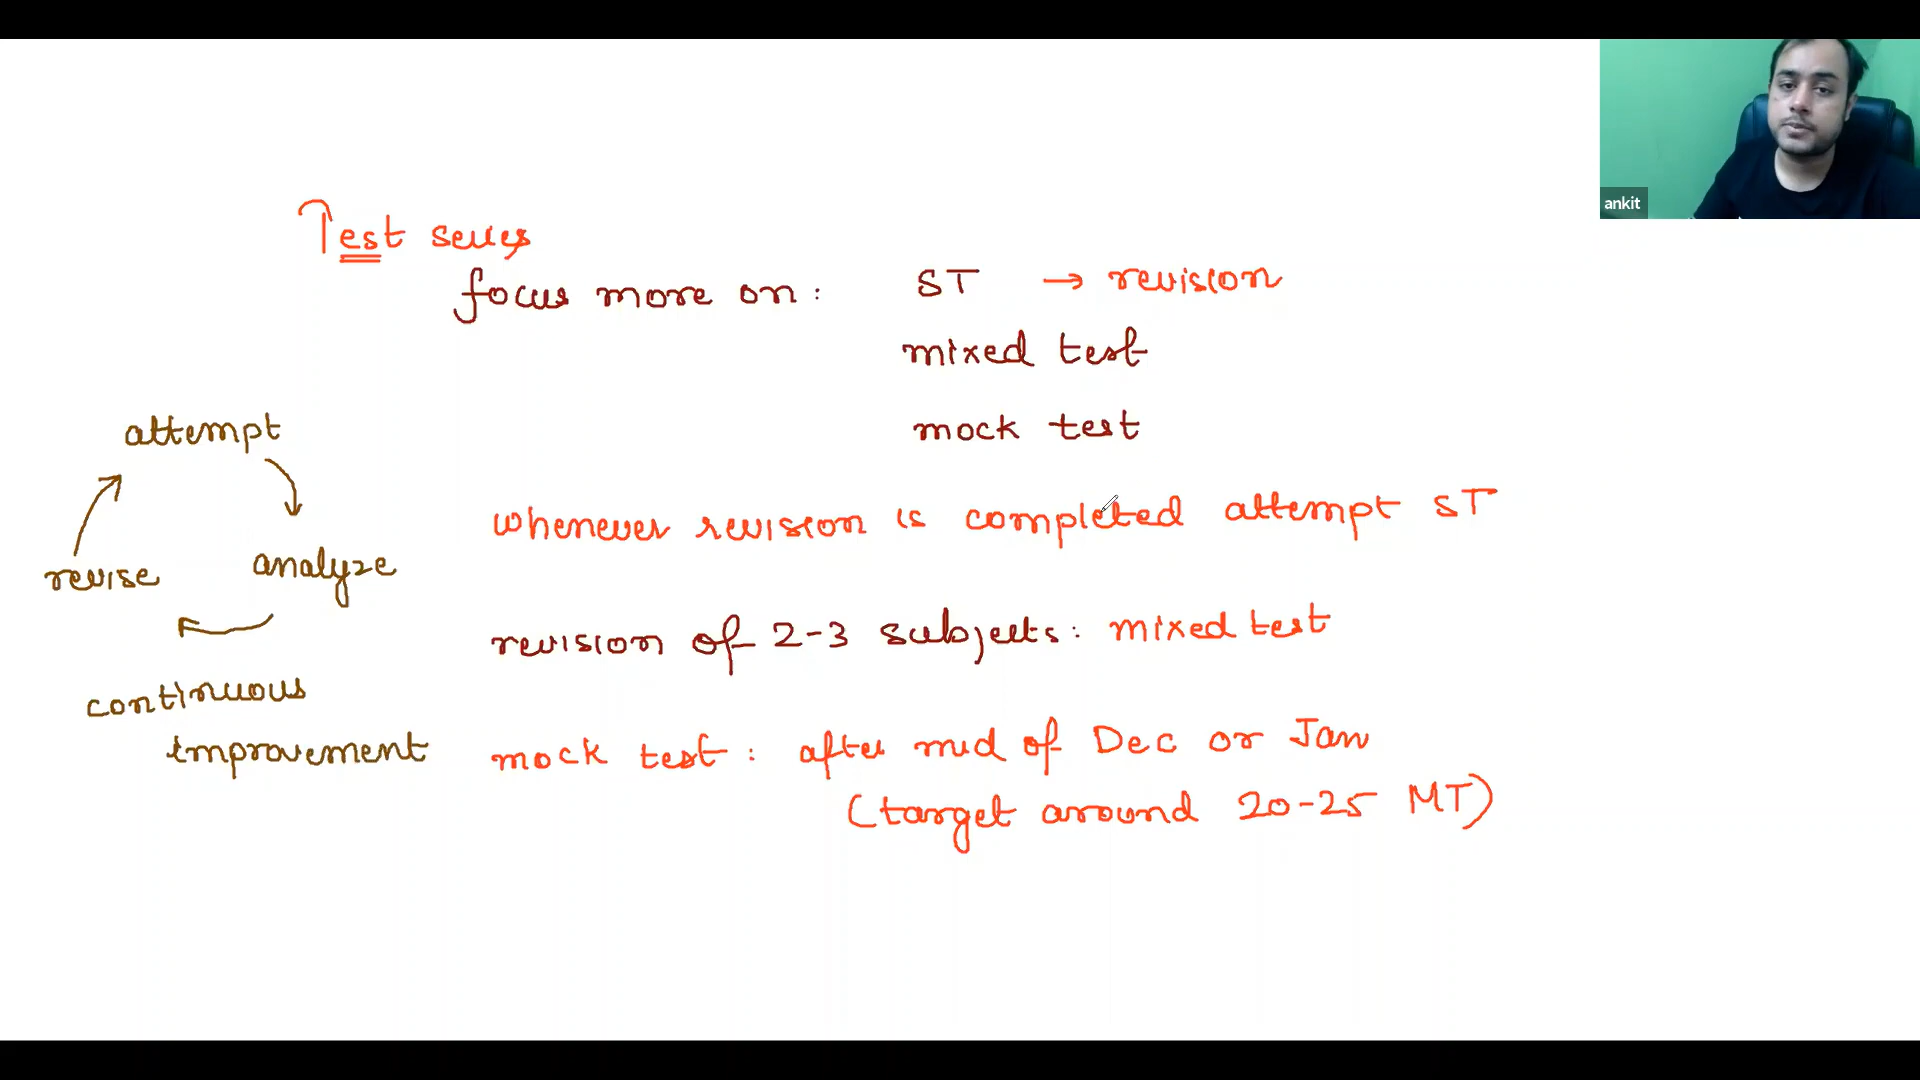 ankit
Test series
focus more on : ST → revision
mixed test
mock test
attempt
analyze
revise
continuous
improvement
whenever revision is completed attempt ST
revision of 2-3 subjects : mixed test
mock test : after mid of Dec or Jan
(target around 20-25 MT)